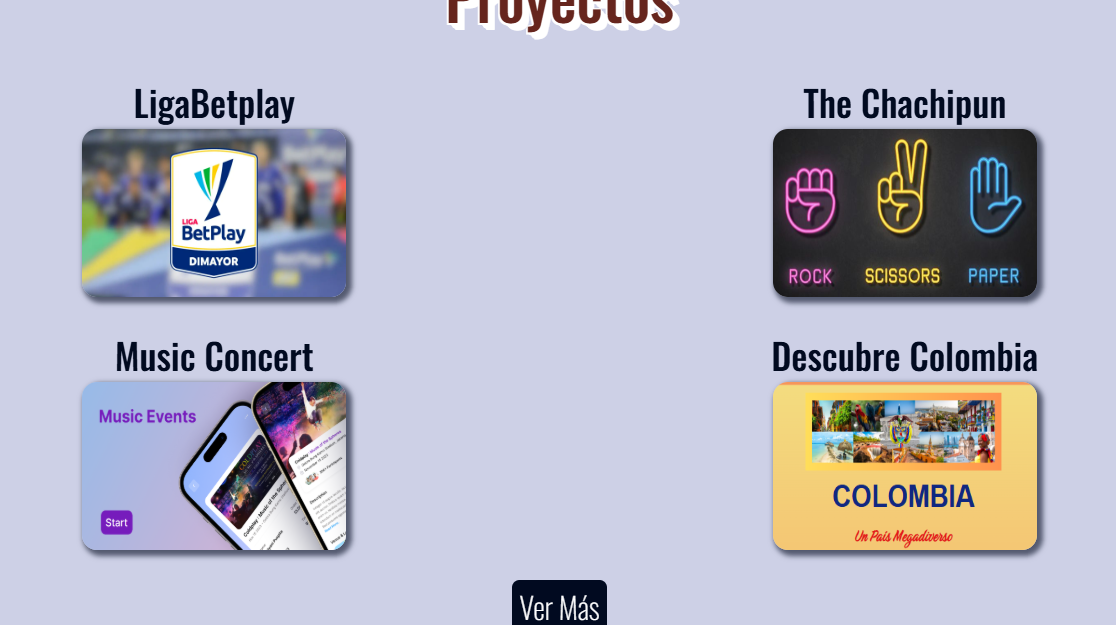 Proyectos
LigaBetplay
The Chachipun
LIGA
BetPlay
DIMAYOR
ROCK SCISSORS PAPER
Music Concert
Descubre Colombia
Music Events
Start
COLOMBIA
Un País Megadiverso
Ver Más